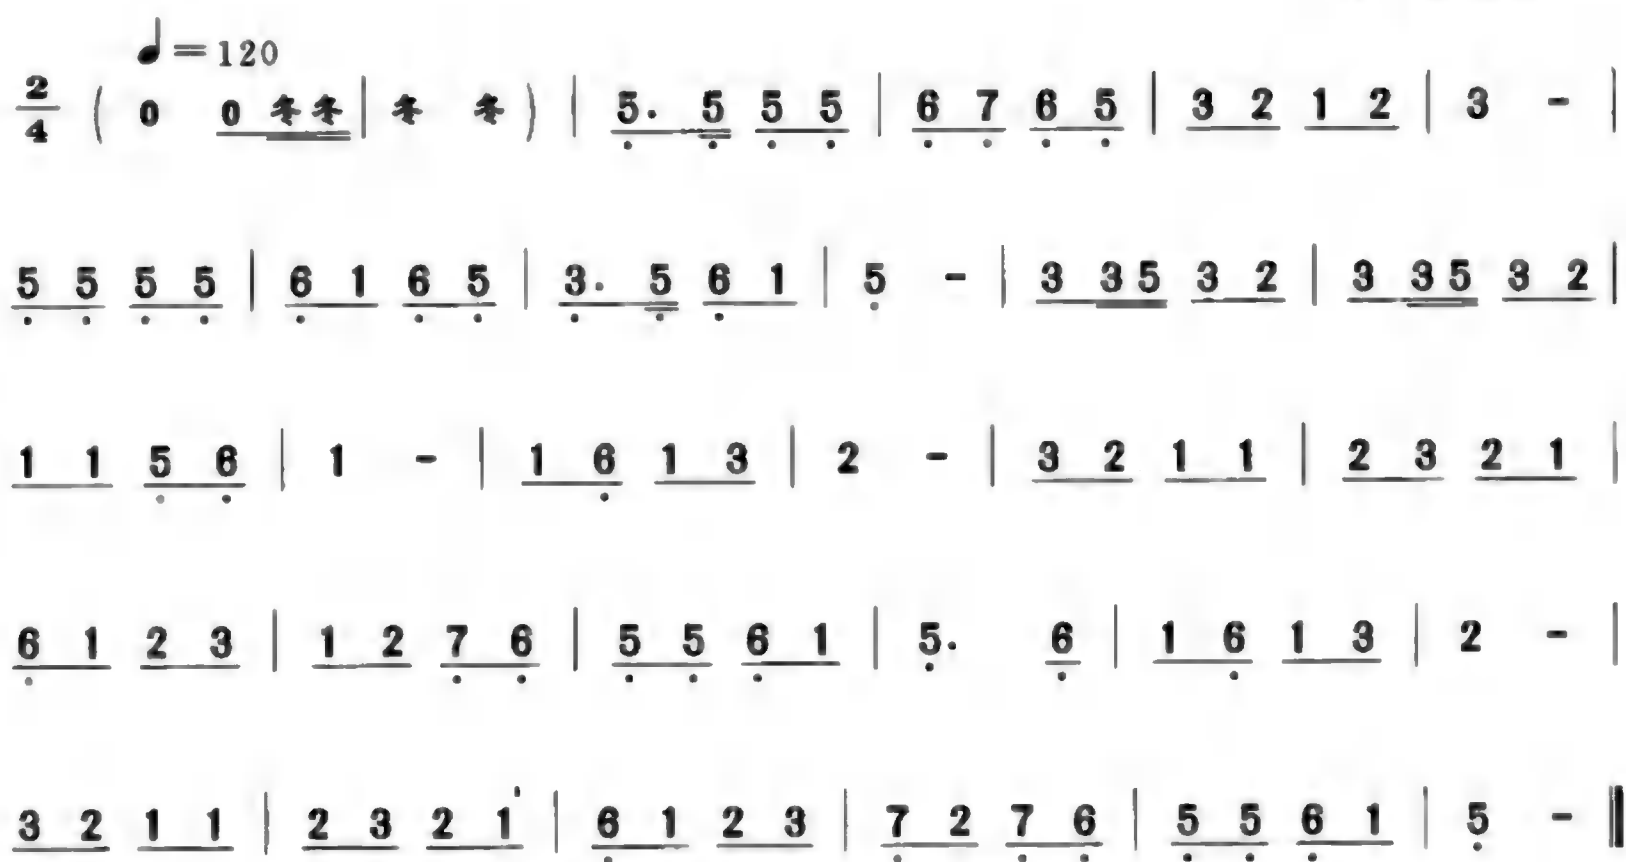 ♩=120
2/4 ( 0 0 冬冬 | 冬 冬 ) | 5̣. 5̣ 5̣ 5̣ | 6̣ 7̣ 6̣ 5̣ | 3 2 1 2 | 3 - |
5̣ 5̣ 5̣ 5̣ | 6̣ 1 6̣ 5̣ | 3̣. 5̣ 6̣ 1 | 5̣ - | 3 35 3 2 | 3 35 3 2 |
1 1 5̣ 6̣ | 1 - | 1 6̣ 1 3 | 2 - | 3 2 1 1 | 2 3 2 1 |
6̣ 1 2 3 | 1 2 7̣ 6̣ | 5̣ 5̣ 6̣ 1 | 5̣. 6̣ | 1 6̣ 1 3 | 2 - |
3 2 1 1 | 2 3 2 1 | 6̣ 1 2 3 | 7̣ 2 7̣ 6̣ | 5̣ 5̣ 6̣ 1 | 5̣ - ‖